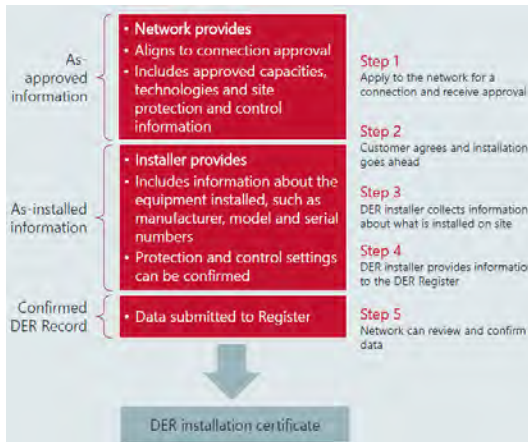 As-
approved
information
• Network provides
• Aligns to connection approval
• Includes approved capacities,
technologies and site
protection and control
information
Step 1
Apply to the network for a
connection and receive approval
Step 2
Customer agrees and installation
goes ahead
As-installed
information
• Installer provides
• Includes information about the
equipment installed, such as
manufacturer, model and serial
numbers
• Protection and control settings
can be confirmed
Step 3
DER installer collects information
about what is installed on site
Step 4
DER installer provides information
to the DER Register
Confirmed
DER Record
• Data submitted to Register
Step 5
Network can review and confirm
data
DER installation certificate